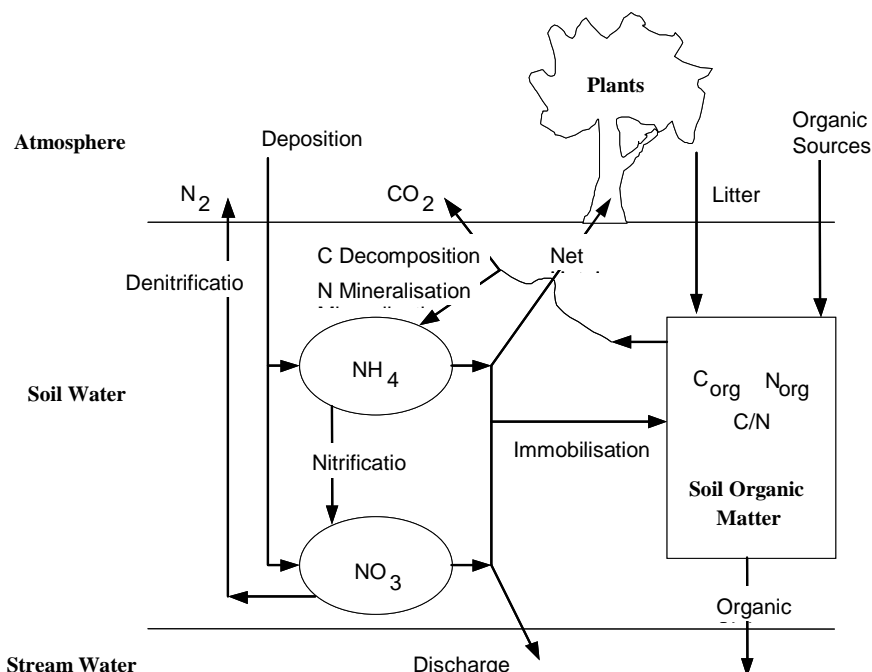 Plants
Organic
Sources
Atmosphere
Deposition
N2
CO2
Litter
C Decomposition
Net
Denitrificatio
N Mineralisation
NH4
Corg Norg
C/N
Soil Water
Immobilisation
Nitrificatio
Soil Organic
Matter
NO3
Organic
Stream Water
Discharge